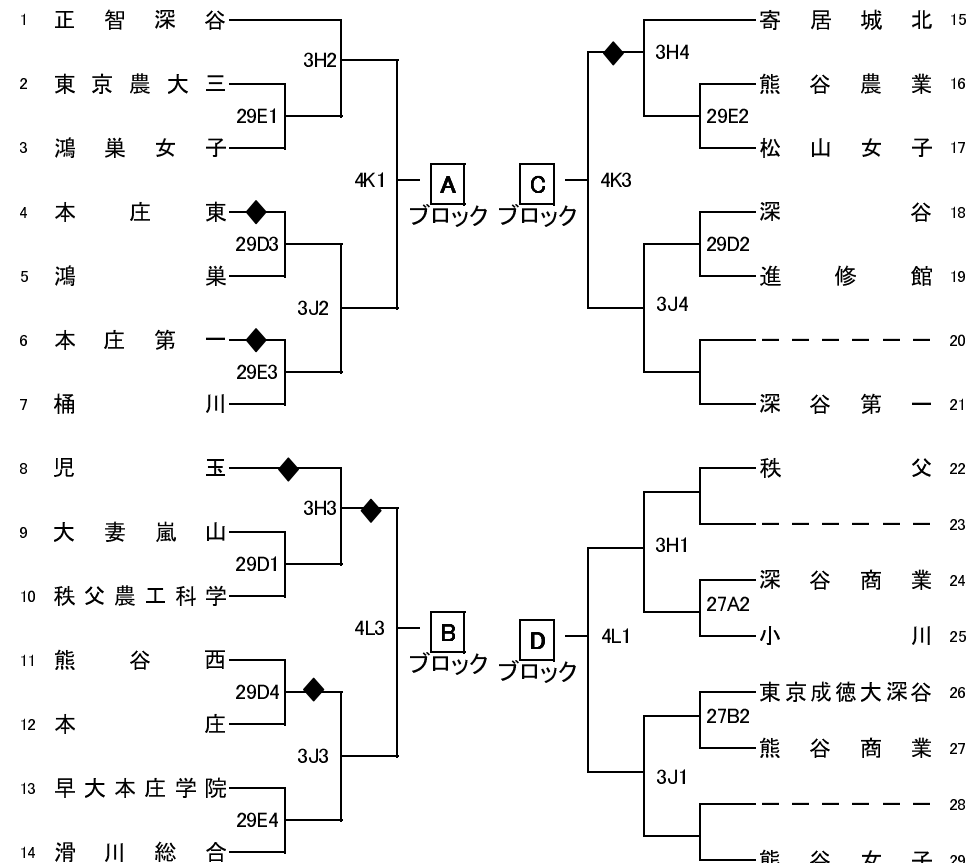 1 正智深谷
3H2
2 東京農大三
29E1
3 鴻巣女子
4K1
A
ブロック
4 本庄東
29D3
5 鴻巣
3J2
6 本庄第一
29E3
7 桶川
8 児玉
3H3
9 大妻嵐山
29D1
10 秩父農工科学
4L3
B
ブロック
11 熊谷西
29D4
12 本庄
3J3
13 早大本庄学院
29E4
14 滑川総合
寄居城北 15
3H4
熊谷農業 16
29E2
松山女子 17
C
ブロック
4K3
深谷 18
29D2
進修館 19
3J4
20
深谷第一 21
秩父 22
23
3H1
深谷商業 24
27A2
小川 25
D
ブロック
4L1
東京成徳大深谷 26
27B2
熊谷商業 27
3J1
28
熊谷女子 29